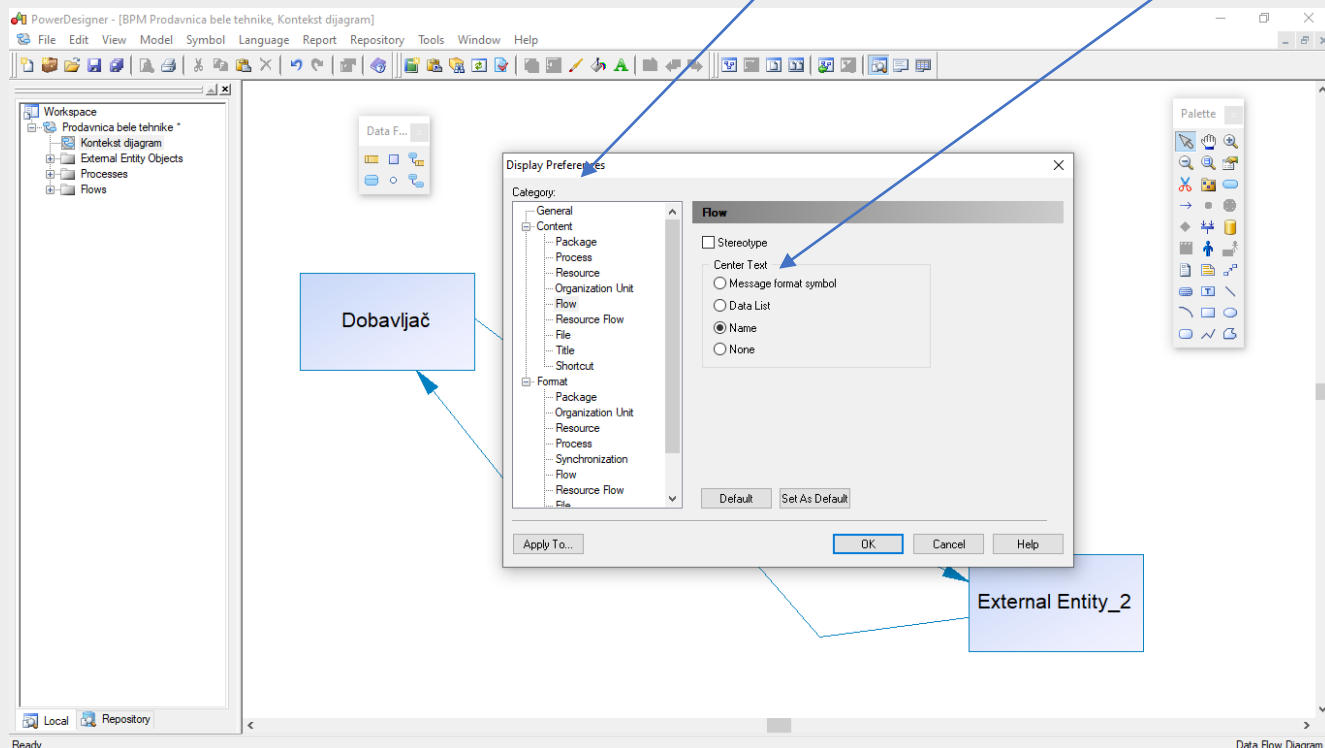 PowerDesigner - [BPM Prodavnica bele tehnike, Kontekst dijagram]
File Edit View Model Symbol Language Report Repository Tools Window Help
Workspace
Prodavnica bele tehnike *
Kontekst dijagram
External Entity Objects
Processes
Flows
Local
Repository
Data F...
Dobavljač
Display Preferences
Category:
General
Content
Package
Process
Resource
Organization Unit
Flow
Resource Flow
File
Title
Shortcut
Format
Package
Organization Unit
Resource
Process
Synchronization
Flow
Resource Flow
File
Flow
Stereotype
Center Text
Message format symbol
Data List
Name
None
Default
Set As Default
Apply To...
OK
Cancel
Help
External Entity_2
Palette
Ready
Data Flow Diagram